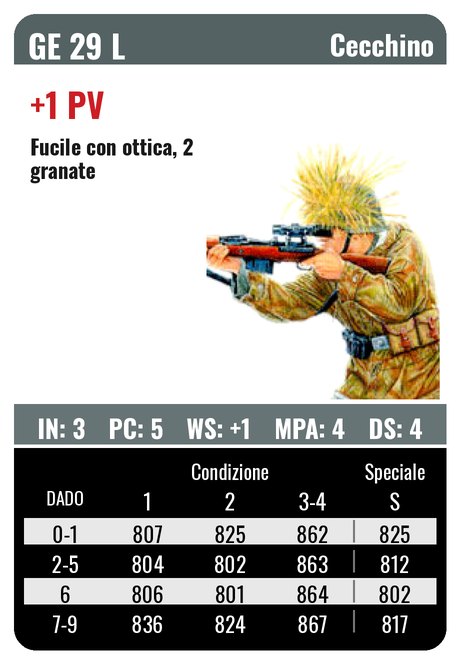 GE 29 L Cecchino
+1 PV
Fucile con ottica, 2
granate
IN: 3 PC: 5 WS: +1 MPA: 4 DS: 4
Condizione Speciale
DADO 1 2 3-4 S
0-1 807 825 862 825
2-5 804 802 863 812
6 806 801 864 802
7-9 836 824 867 817